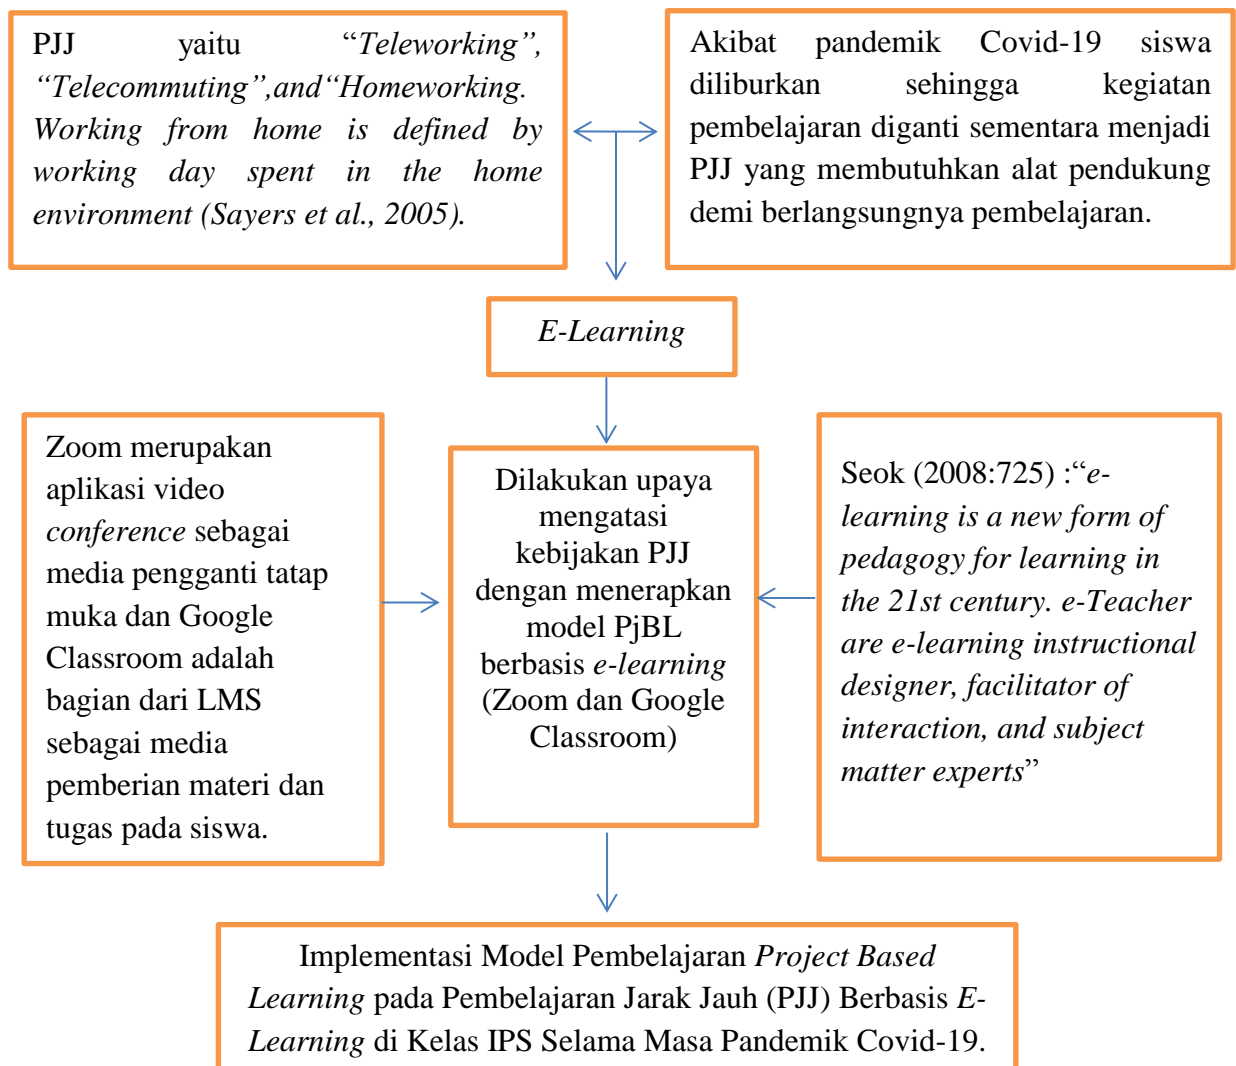 PJJ yaitu “Teleworking”,
“Telecommuting”,and“Homeworking.
Working from home is defined by
working day spent in the home
environment (Sayers et al., 2005).
Akibat pandemik Covid-19 siswa
diliburkan sehingga kegiatan
pembelajaran diganti sementara menjadi
PJJ yang membutuhkan alat pendukung
demi berlangsungnya pembelajaran.
E-Learning
Zoom merupakan
aplikasi video
conference sebagai
media pengganti tatap
muka dan Google
Classroom adalah
bagian dari LMS
sebagai media
pemberian materi dan
tugas pada siswa.
Dilakukan upaya
mengatasi
kebijakan PJJ
dengan menerapkan
model PjBL
berbasis e-learning
(Zoom dan Google
Classroom)
Seok (2008:725) :“e-
learning is a new form of
pedagogy for learning in
the 21st century. e-Teacher
are e-learning instructional
designer, facilitator of
interaction, and subject
matter experts”
Implementasi Model Pembelajaran Project Based
Learning pada Pembelajaran Jarak Jauh (PJJ) Berbasis E-
Learning di Kelas IPS Selama Masa Pandemik Covid-19.